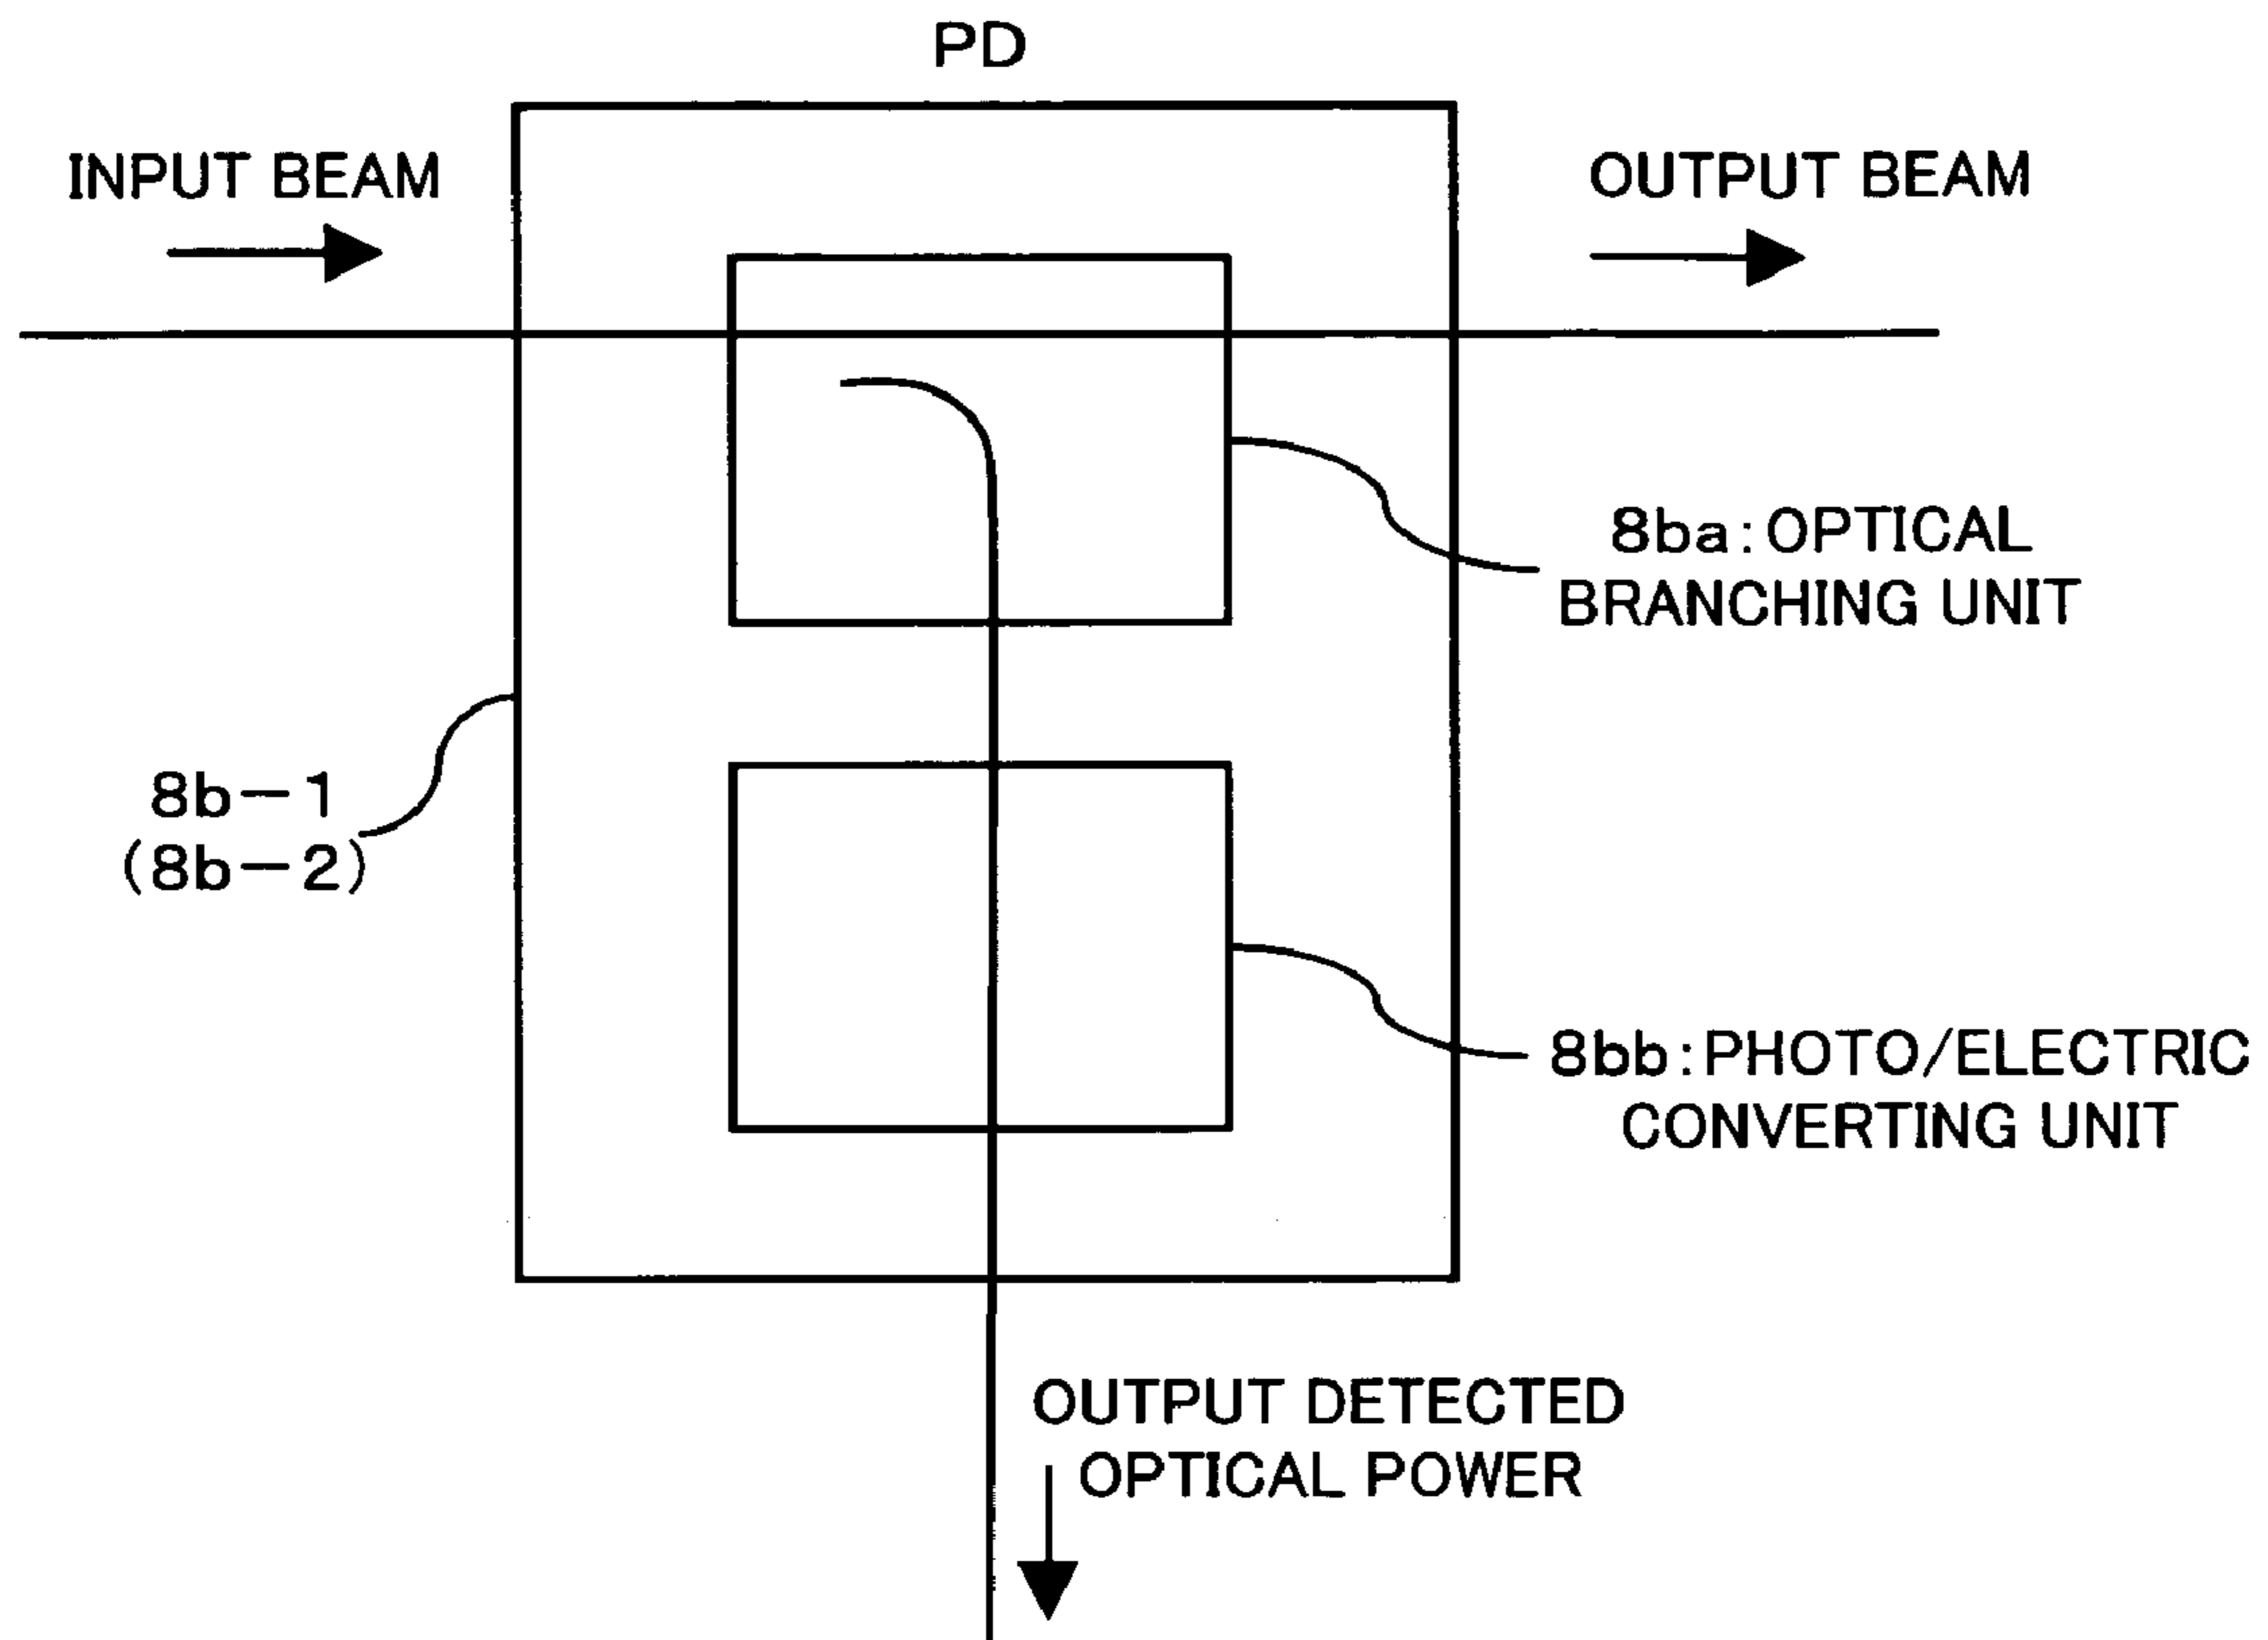 PD
INPUT BEAM
OUTPUT BEAM
8ba:OPTICAL
BRANCHING UNIT
8b-1
(8b-2)
8bb:PHOTO/ELECTRIC
CONVERTING UNIT
OUTPUT DETECTED
OPTICAL POWER